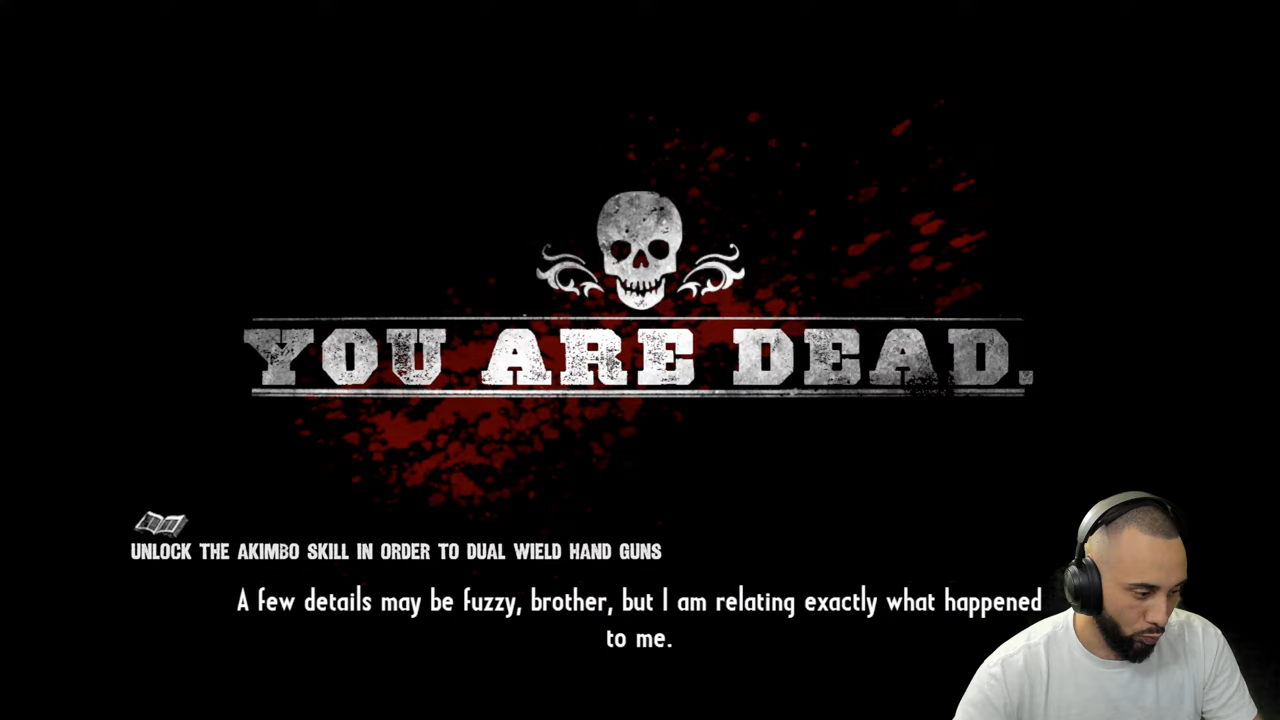 YOU ARE DEAD.
UNLOCK THE AKIMBO SKILL IN ORDER TO DUAL WIELD HAND GUNS
A few details may be fuzzy, brother, but I am relating exactly what happened
to me.